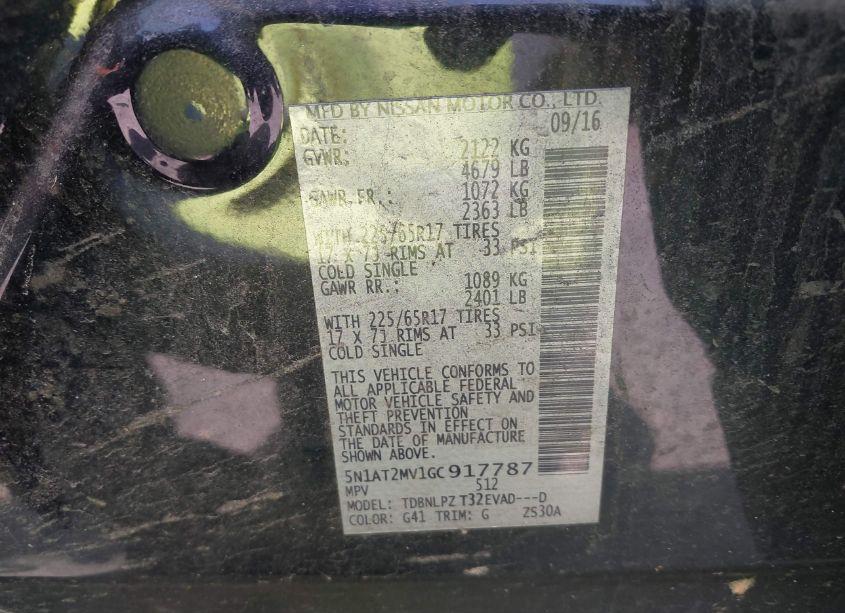 MFD BY NISSAN MOTOR CO., LTD.
DATE: 09/16
GVWR: 2122 KG
4679 LB
GAWR FR.: 1072 KG
2363 LB
WITH 225/65R17 TIRES
17 X 7J RIMS AT 33 PSI
COLD SINGLE
GAWR RR.: 1089 KG
2401 LB
WITH 225/65R17 TIRES
17 X 7J RIMS AT 33 PSI
COLD SINGLE
THIS VEHICLE CONFORMS TO
ALL APPLICABLE FEDERAL
MOTOR VEHICLE SAFETY AND
THEFT PREVENTION
STANDARDS IN EFFECT ON
THE DATE OF MANUFACTURE
SHOWN ABOVE.
5N1AT2MV1GC917787
MPV 512
MODEL: TDBNLPZ T32EVAD---D
COLOR: G41 TRIM: G ZS30A